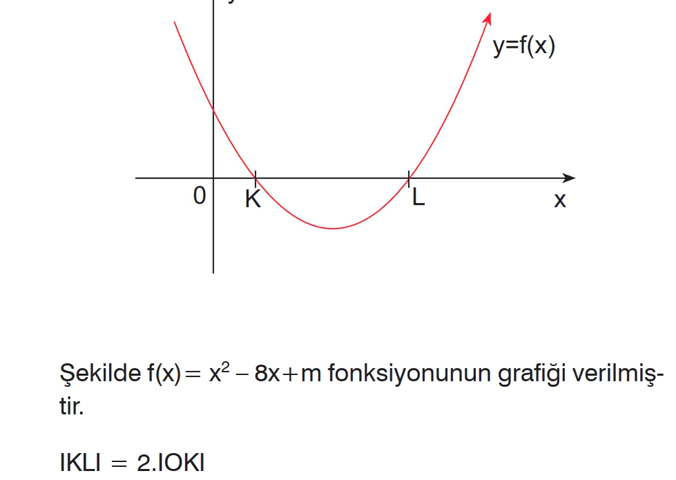 y=f(x)
0
K
L
x
Şekilde f(x)= x² – 8x+m fonksiyonunun grafiği verilmiş-
tir.
IKLI = 2.IOKI